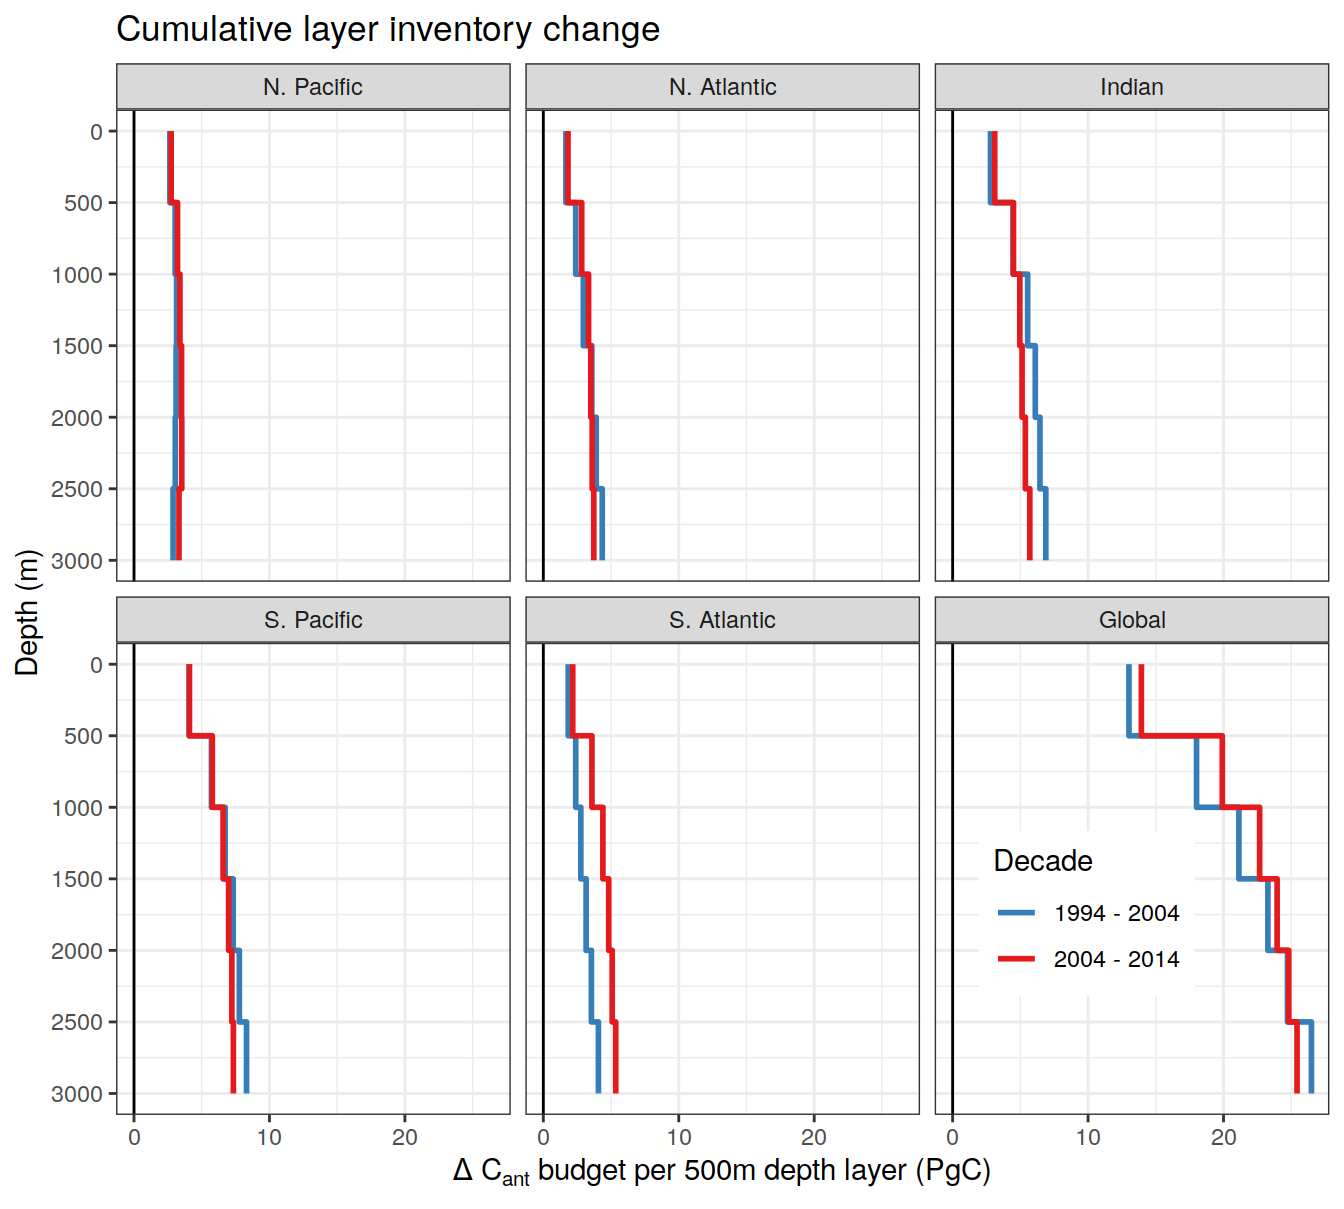 Cumulative layer inventory change
N. Pacific
N. Atlantic
Indian
0
500
1000
1500
2000
2500
3000
S. Pacific
S. Atlantic
Global
0
500
1000
1500
2000
2500
3000
Depth (m)
Decade
1994 - 2004
2004 - 2014
0 10 20
0 10 20
0 10 20
Δ Cant budget per 500m depth layer (PgC)